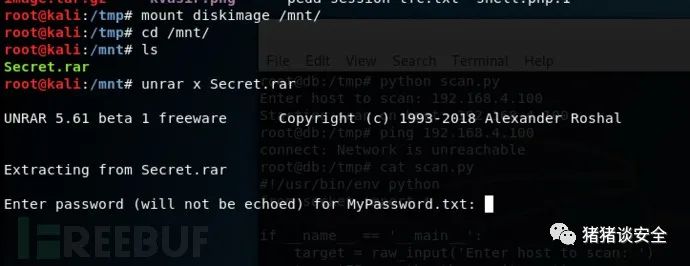 root@kali:/tmp# mount diskimage /mnt/
root@kali:/tmp# cd /mnt/
root@kali:/mnt# ls
Secret.rar
root@kali:/mnt# unrar x Secret.rar
UNRAR 5.61 beta 1 freeware Copyright (c) 1993-2018 Alexander Roshal
Extracting from Secret.rar
Enter password (will not be echoed) for MyPassword.txt:
File Edit View Search Terminal Help
root@db:/tmp# python scan.py
Enter host to scan: 192.168.4.100
root@db:/tmp# ping 192.168.4.100
connect: Network is unreachable
root@db:/tmp# cat scan.py
#!/usr/bin/env python
if __name__ == '__main__':
target = raw_input('Enter host to scan: ')
FREEBUF
猪猪谈安全